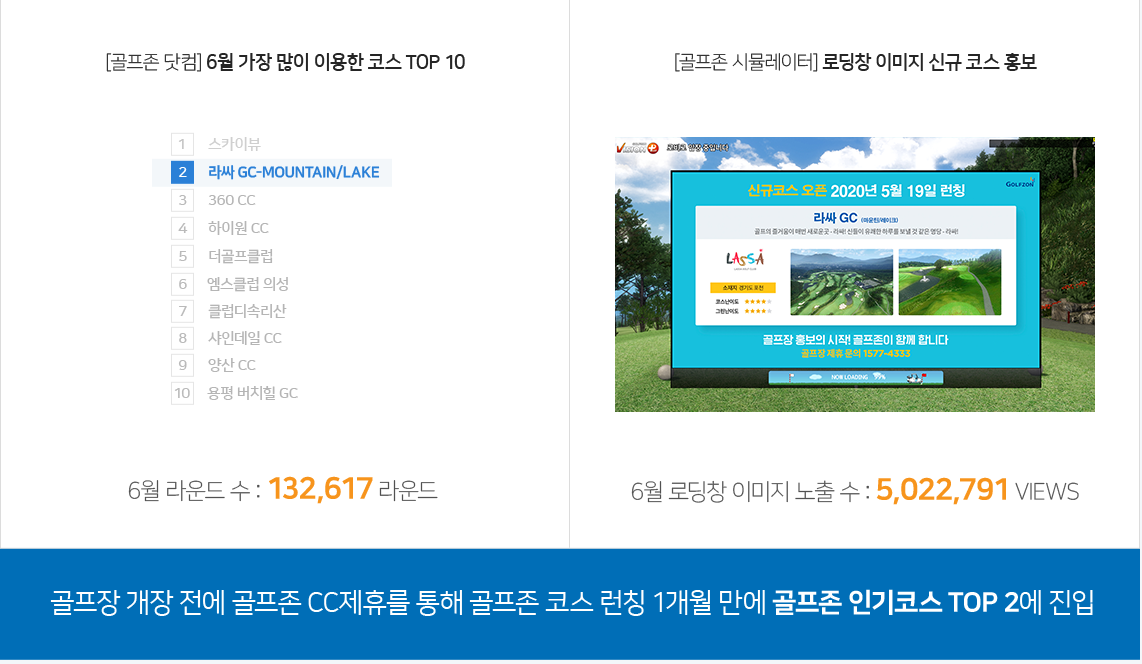 [골프존 닷컴] 6월 가장 많이 이용한 코스 TOP 10
1 스카이뷰
2 라싸 GC-MOUNTAIN/LAKE
3 360 CC
4 하이원 CC
5 더골프클럽
6 엠스클럽 의성
7 클럽디속리산
8 샤인데일 CC
9 양산 CC
10 용평 버치힐 GC
6월 라운드 수 : 132,617 라운드
[골프존 시뮬레이터] 로딩창 이미지 신규 코스 홍보
VISION
신규코스 오픈 2020년 5월 19일 런칭
GOLFZON
라싸 GC (마운틴/레이크)
골프의 즐거움이 매번 새로운곳 - 라싸! 신들이 유쾌한 하루를 보낼 것 같은 명당 - 라싸!
LASSA
소재지 경기도 포천
코스난이도 ★★★★☆
그린난이도 ★★★★☆
골프장 홍보의 시작! 골프존이 함께 합니다
골프장 제휴 문의 1577-4333
NOW LOADING
6월 로딩창 이미지 노출 수 : 5,022,791 VIEWS
골프장 개장 전에 골프존 CC제휴를 통해 골프존 코스 런칭 1개월 만에 골프존 인기코스 TOP 2에 진입